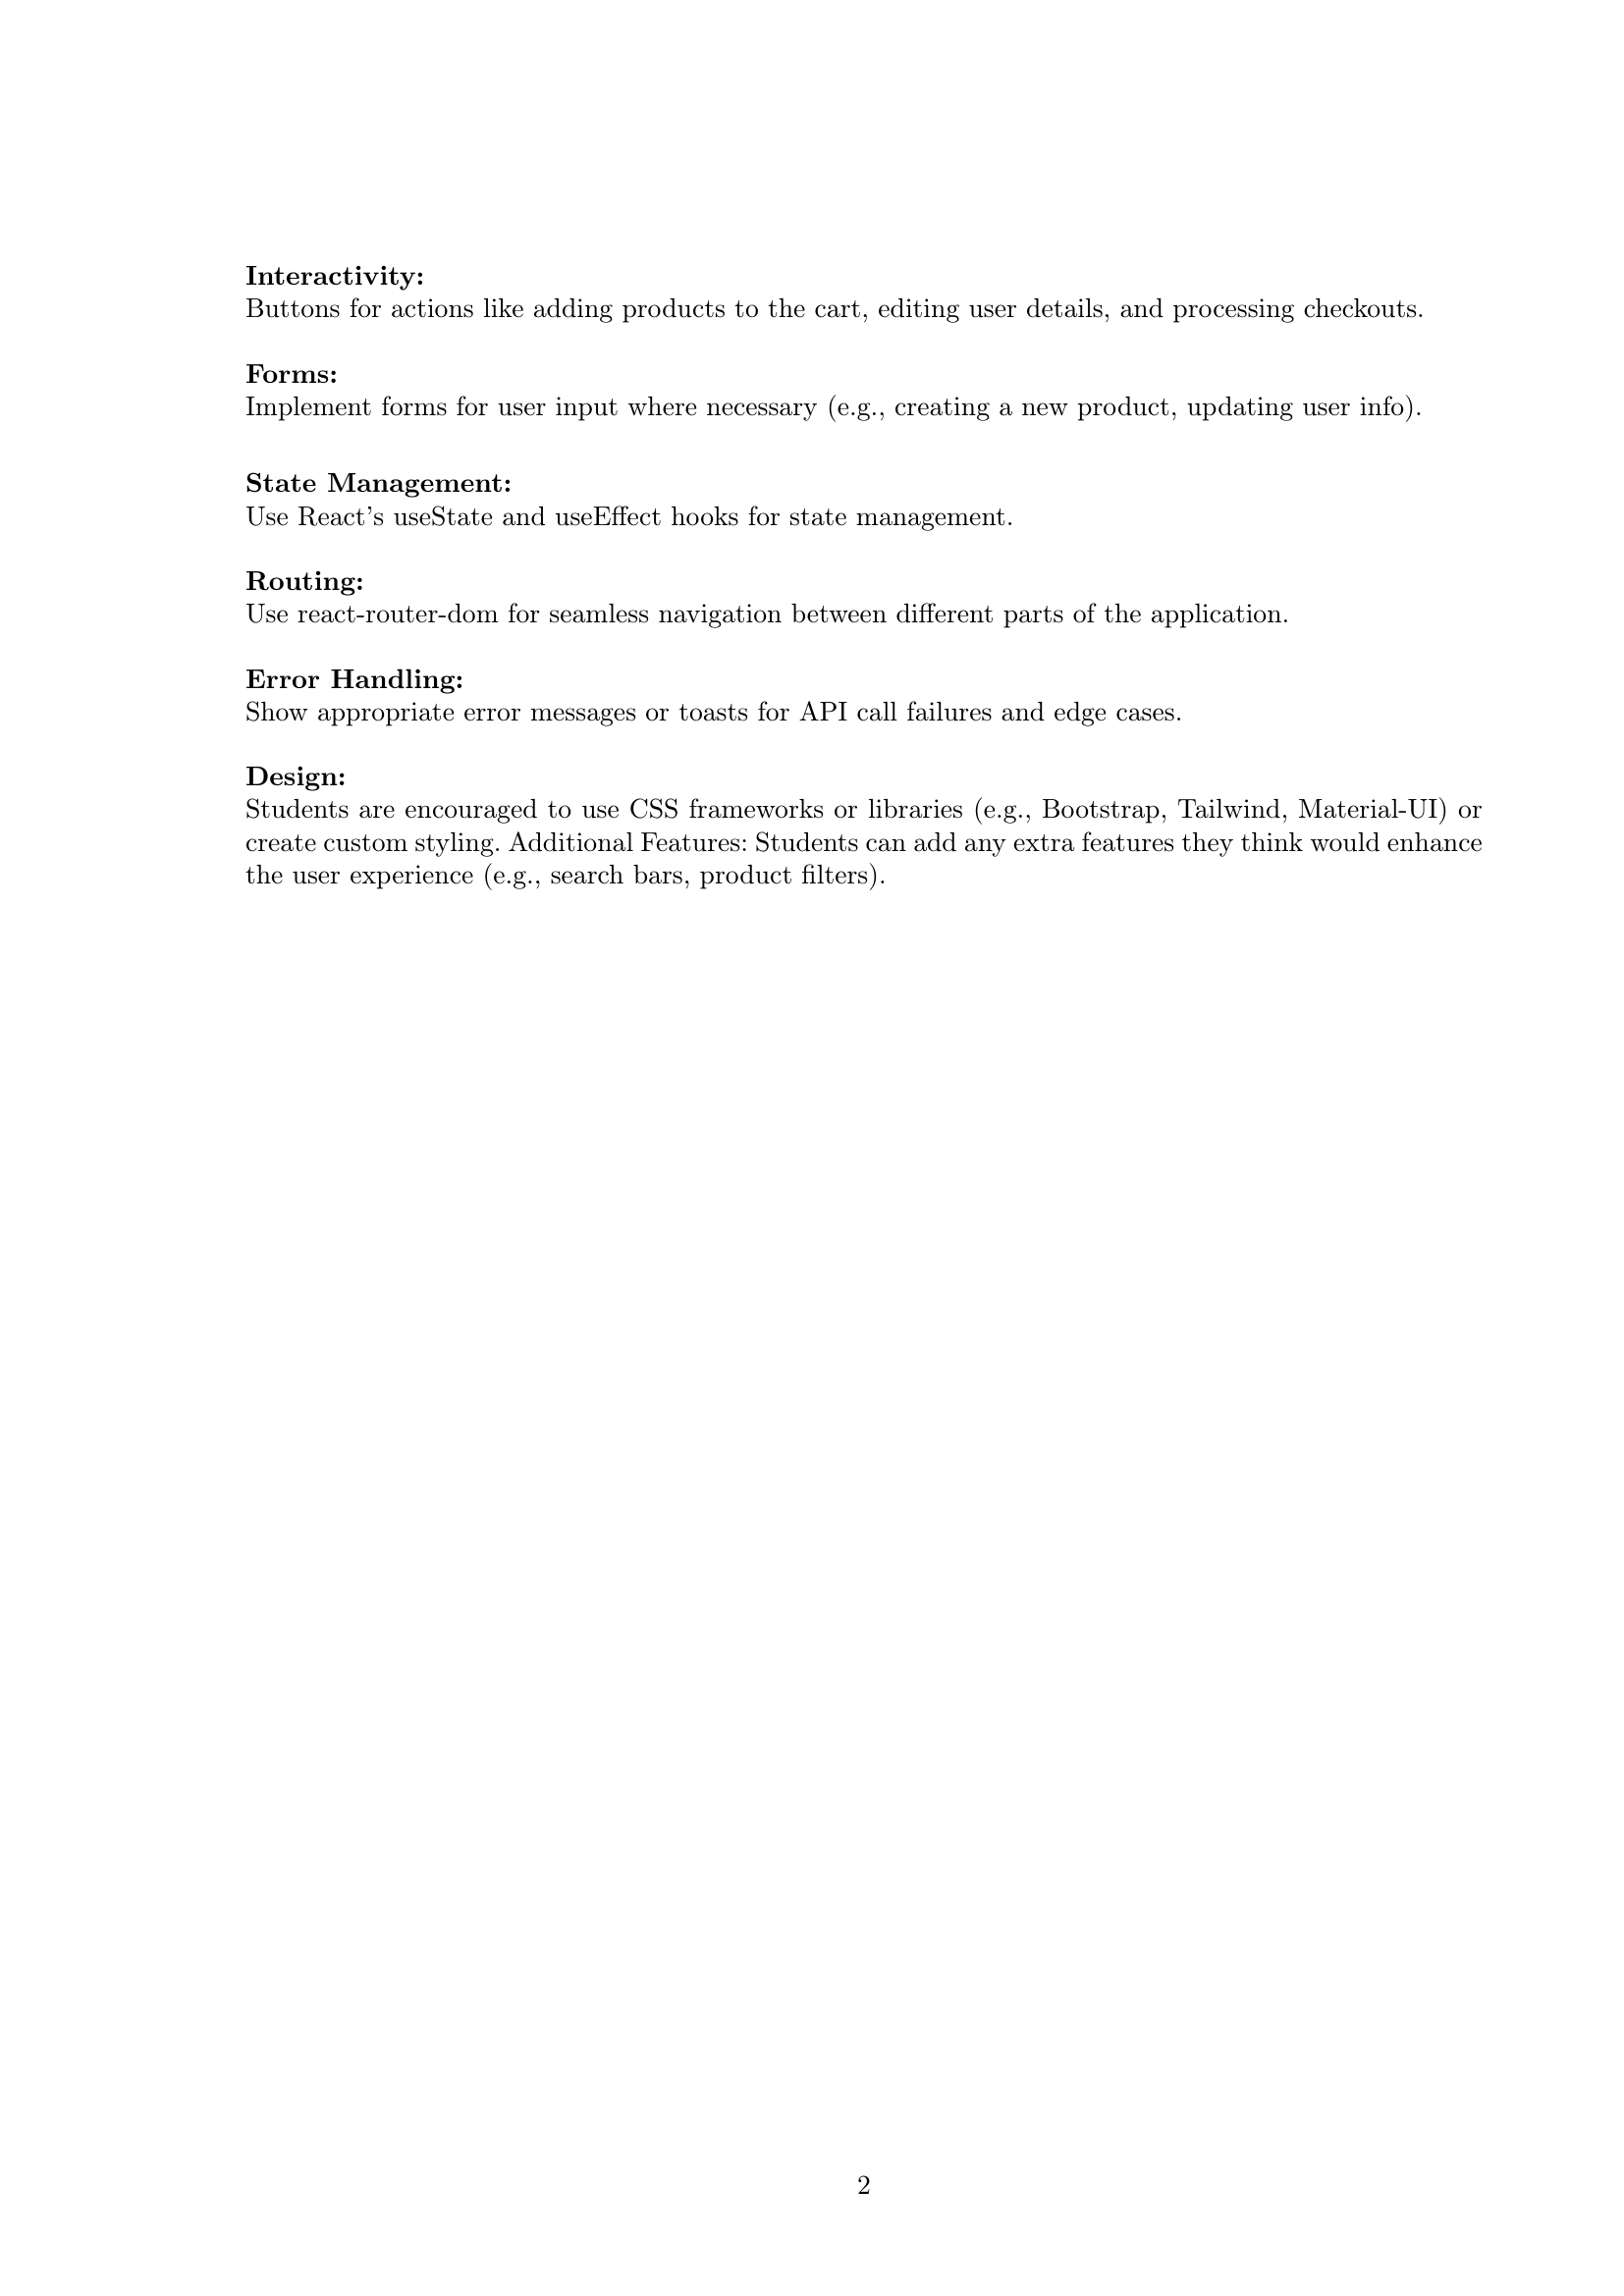 Interactivity:
Buttons for actions like adding products to the cart, editing user details, and processing checkouts.
Forms:
Implement forms for user input where necessary (e.g., creating a new product, updating user info).
State Management:
Use React's useState and useEffect hooks for state management.
Routing:
Use react-router-dom for seamless navigation between different parts of the application.
Error Handling:
Show appropriate error messages or toasts for API call failures and edge cases.
Design:
Students are encouraged to use CSS frameworks or libraries (e.g., Bootstrap, Tailwind, Material-UI) or
create custom styling. Additional Features: Students can add any extra features they think would enhance
the user experience (e.g., search bars, product filters).
2